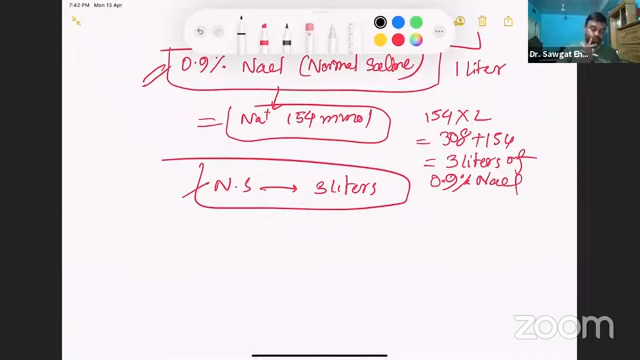 7:42 PM Mon 13 Apr
0.9% Nacl (Normal Saline) 1 liter
= Na+ 154 mmol
154 x 2
= 308 + 154
= 3 liters of
0.9% Nacl
N.S → 3 liters
Dr. Sawgat Eh...
zoom